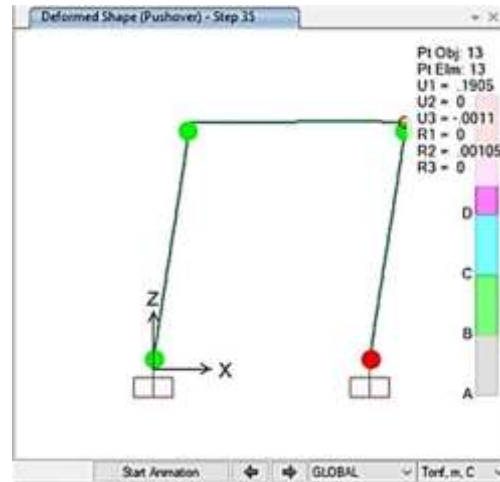 Deformed Shape (Pushover) - Step 35
Pt Obj: 13
Pt Elm: 13
U1 = .1905
U2 = 0
U3 = -.0011
R1 = 0
R2 = .00105
R3 = 0
D
C
B
A
Z
X
Start Animation
GLOBAL
Tonf, m, C